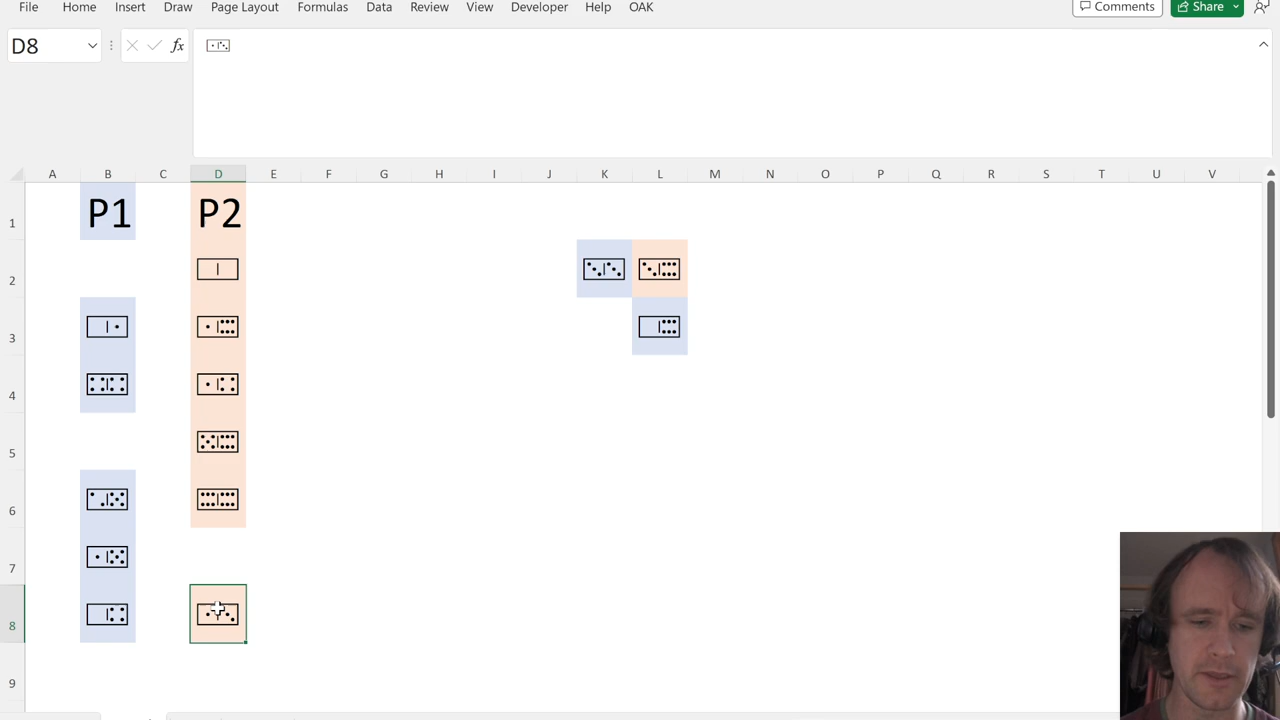 File Home Insert Draw Page Layout Formulas Data Review View Developer Help OAK Comments Share
D8 fx 🁂
A B C D E F G H I J K L M N O P Q R S T U V
1 P1 P2
2
3
4
5
6
7
8
9